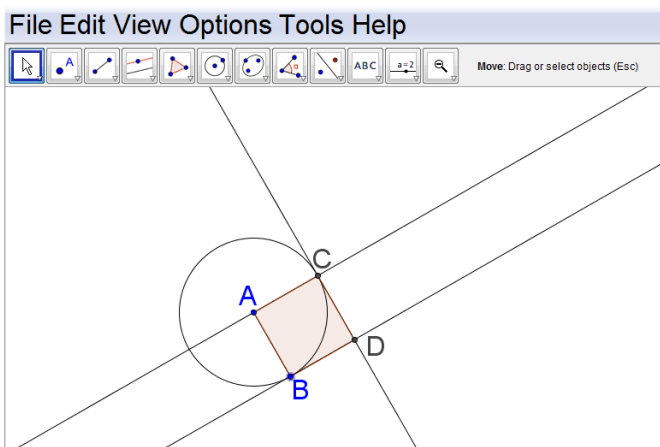 File Edit View Options Tools Help
A α ABC a=2 Move: Drag or select objects (Esc)
C
A
D
B